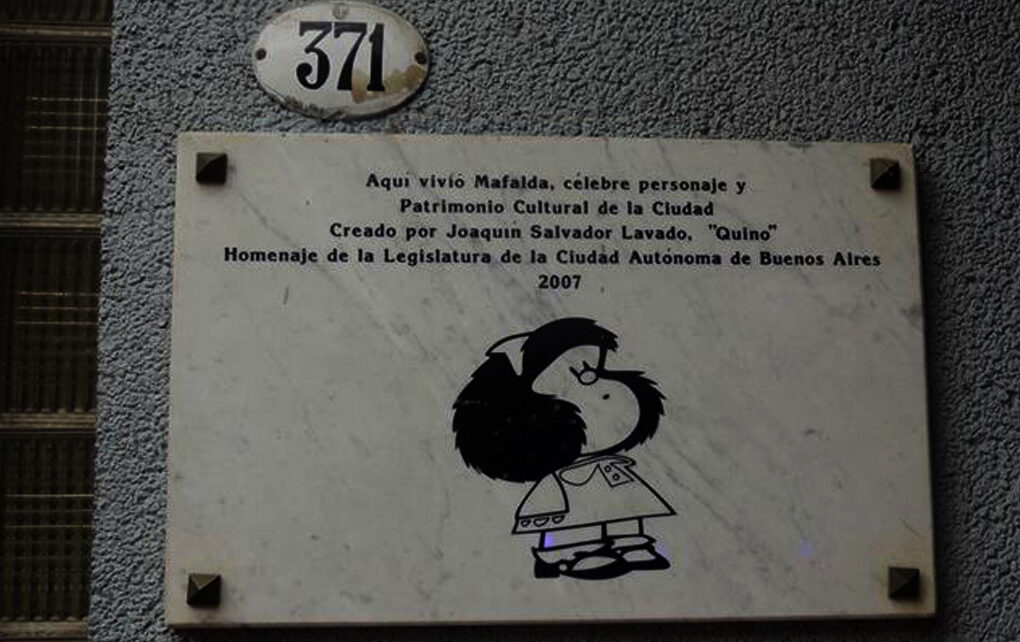 371
Aquí vivió Mafalda, célebre personaje y
Patrimonio Cultural de la Ciudad
Creado por Joaquín Salvador Lavado, "Quino"
Homenaje de la Legislatura de la Ciudad Autónoma de Buenos Aires
2007